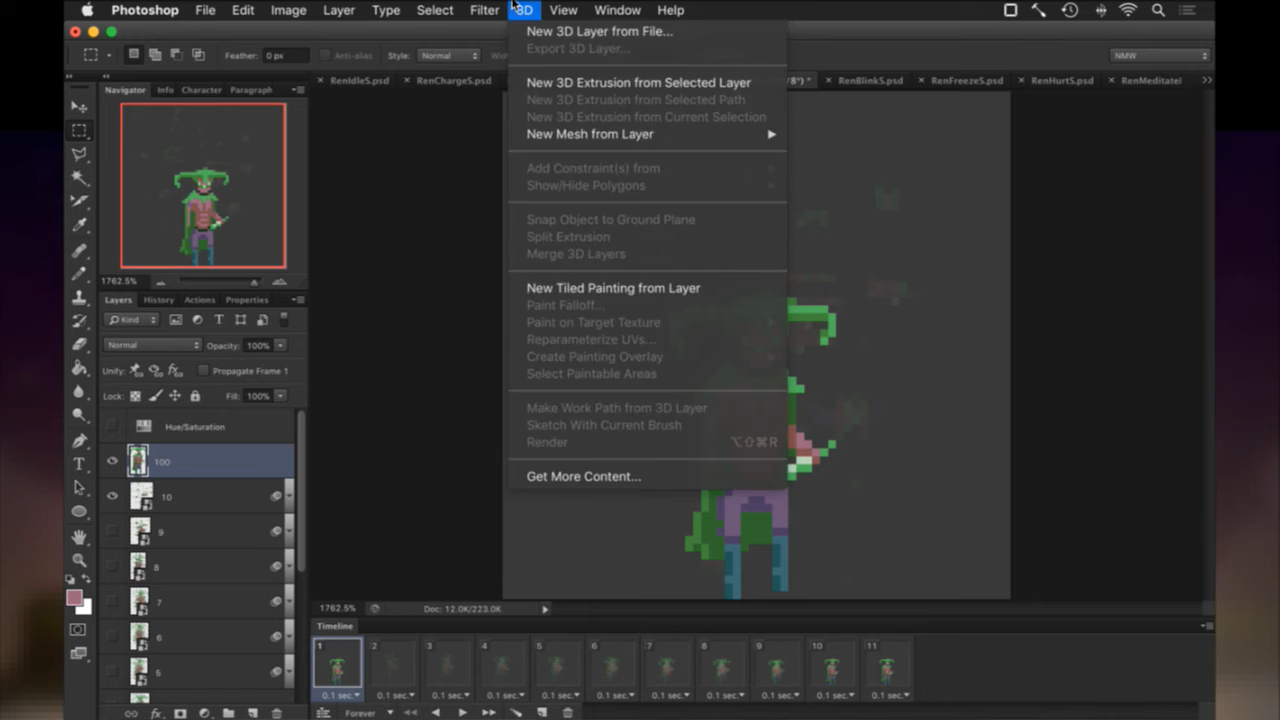 Photoshop File Edit Image Layer Type Select Filter 3D View Window Help
Feather: 0 px Anti-alias Style: Normal NMW
RenIdleS.psd RenChargeS.psd 8*) * RenBlinkS.psd RenFreezeS.psd RenHurtS.psd RenMeditateI
Navigator Info Character Paragraph
1762.5%
Layers History Actions Properties
Kind
Normal Opacity: 100%
Unify: Propagate Frame 1
Lock: Fill: 100%
Hue/Saturation
100
10
9
8
7
6
5
New 3D Layer from File...
Export 3D Layer...
New 3D Extrusion from Selected Layer
New 3D Extrusion from Selected Path
New 3D Extrusion from Current Selection
New Mesh from Layer
Add Constraint(s) from
Show/Hide Polygons
Snap Object to Ground Plane
Split Extrusion
Merge 3D Layers
New Tiled Painting from Layer
Paint Falloff...
Paint on Target Texture
Reparameterize UVs...
Create Painting Overlay
Select Paintable Areas
Make Work Path from 3D Layer
Sketch With Current Brush
Render ⌥⇧⌘R
Get More Content...
1762.5% Doc: 12.0K/223.0K
Timeline
1 2 3 4 5 6 7 8 9 10 11
0.1 sec. 0.1 sec. 0.1 sec. 0.1 sec. 0.1 sec. 0.1 sec. 0.1 sec. 0.1 sec. 0.1 sec. 0.1 sec. 0.1 sec.
Forever